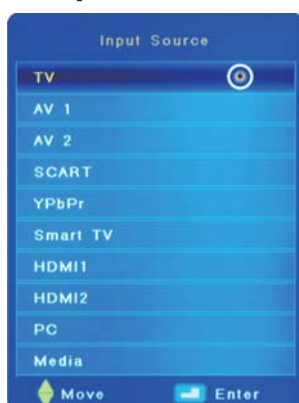 Input Source
TV
AV 1
AV 2
SCART
YPbPr
Smart TV
HDMI1
HDMI2
PC
Media
Move Enter